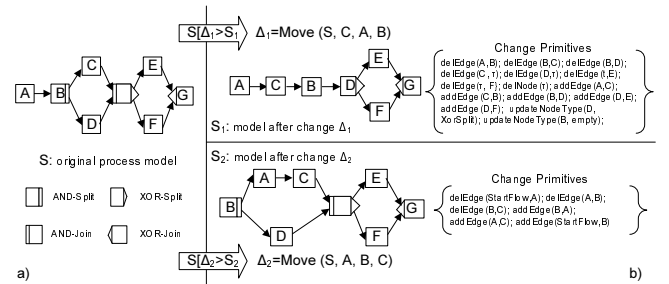 S[Δ1>S1
Δ1=Move (S, C, A, B)
A
B
C
D
E
F
G
S: original process model
AND-Split
XOR-Split
AND-Join
XOR-Join
a)
A
C
B
D
E
F
G
S1: model after change Δ1
Change Primitives
delEdge(A,B); delEdge(B,C); delEdge(B,D);
delEdge(C,τ); delEdge(D,τ); delEdge(t,E);
delEdge(τ, F); delNode(τ); addEdge(A,C);
addEdge(C,B); addEdge(B,D); addEdge(D,E);
addEdge(D,F); updateNodeType(D,
XorSplit); updateNodeType(B, empty);
S2: model after change Δ2
B
A
C
D
E
F
G
Change Primitives
delEdge(StartFlow,A); delEdge(A,B);
delEdge(B,C); addEdge(B,A);
addEdge(A,C); addEdge(StartFlow,B)
S[Δ2>S2
Δ2=Move (S, A, B, C)
b)